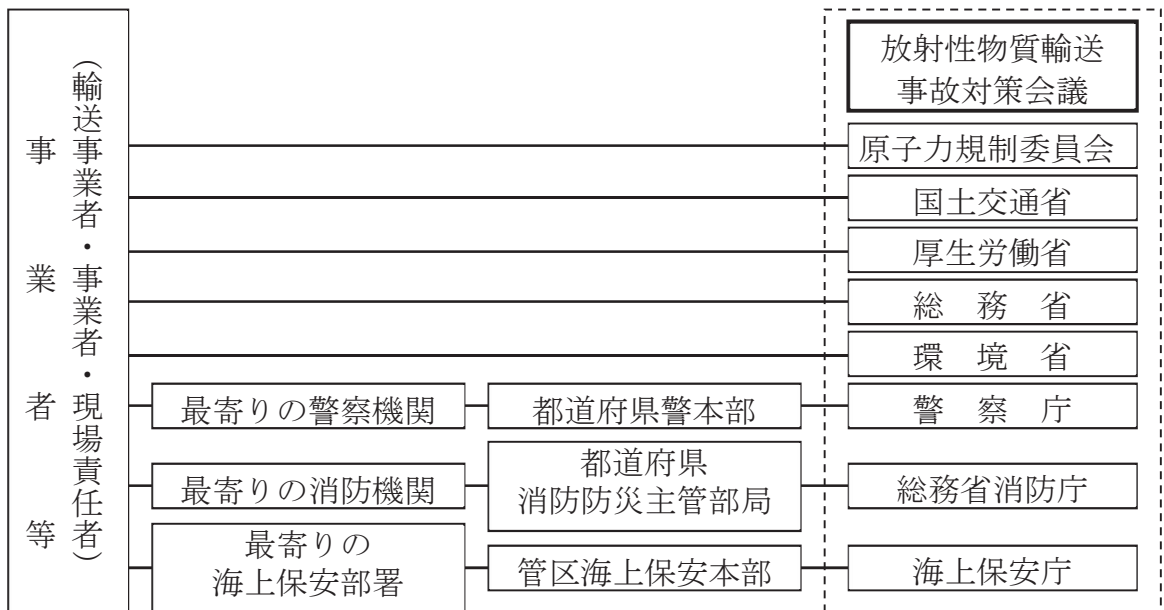 事業者等
(輸送事業者・事業者・現場責任者)
放射性物質輸送
事故対策会議
原子力規制委員会
国土交通省
厚生労働省
総務省
環境省
最寄りの警察機関
都道府県警本部
警察庁
最寄りの消防機関
都道府県
消防防災主管部局
総務省消防庁
最寄りの
海上保安部署
管区海上保安本部
海上保安庁